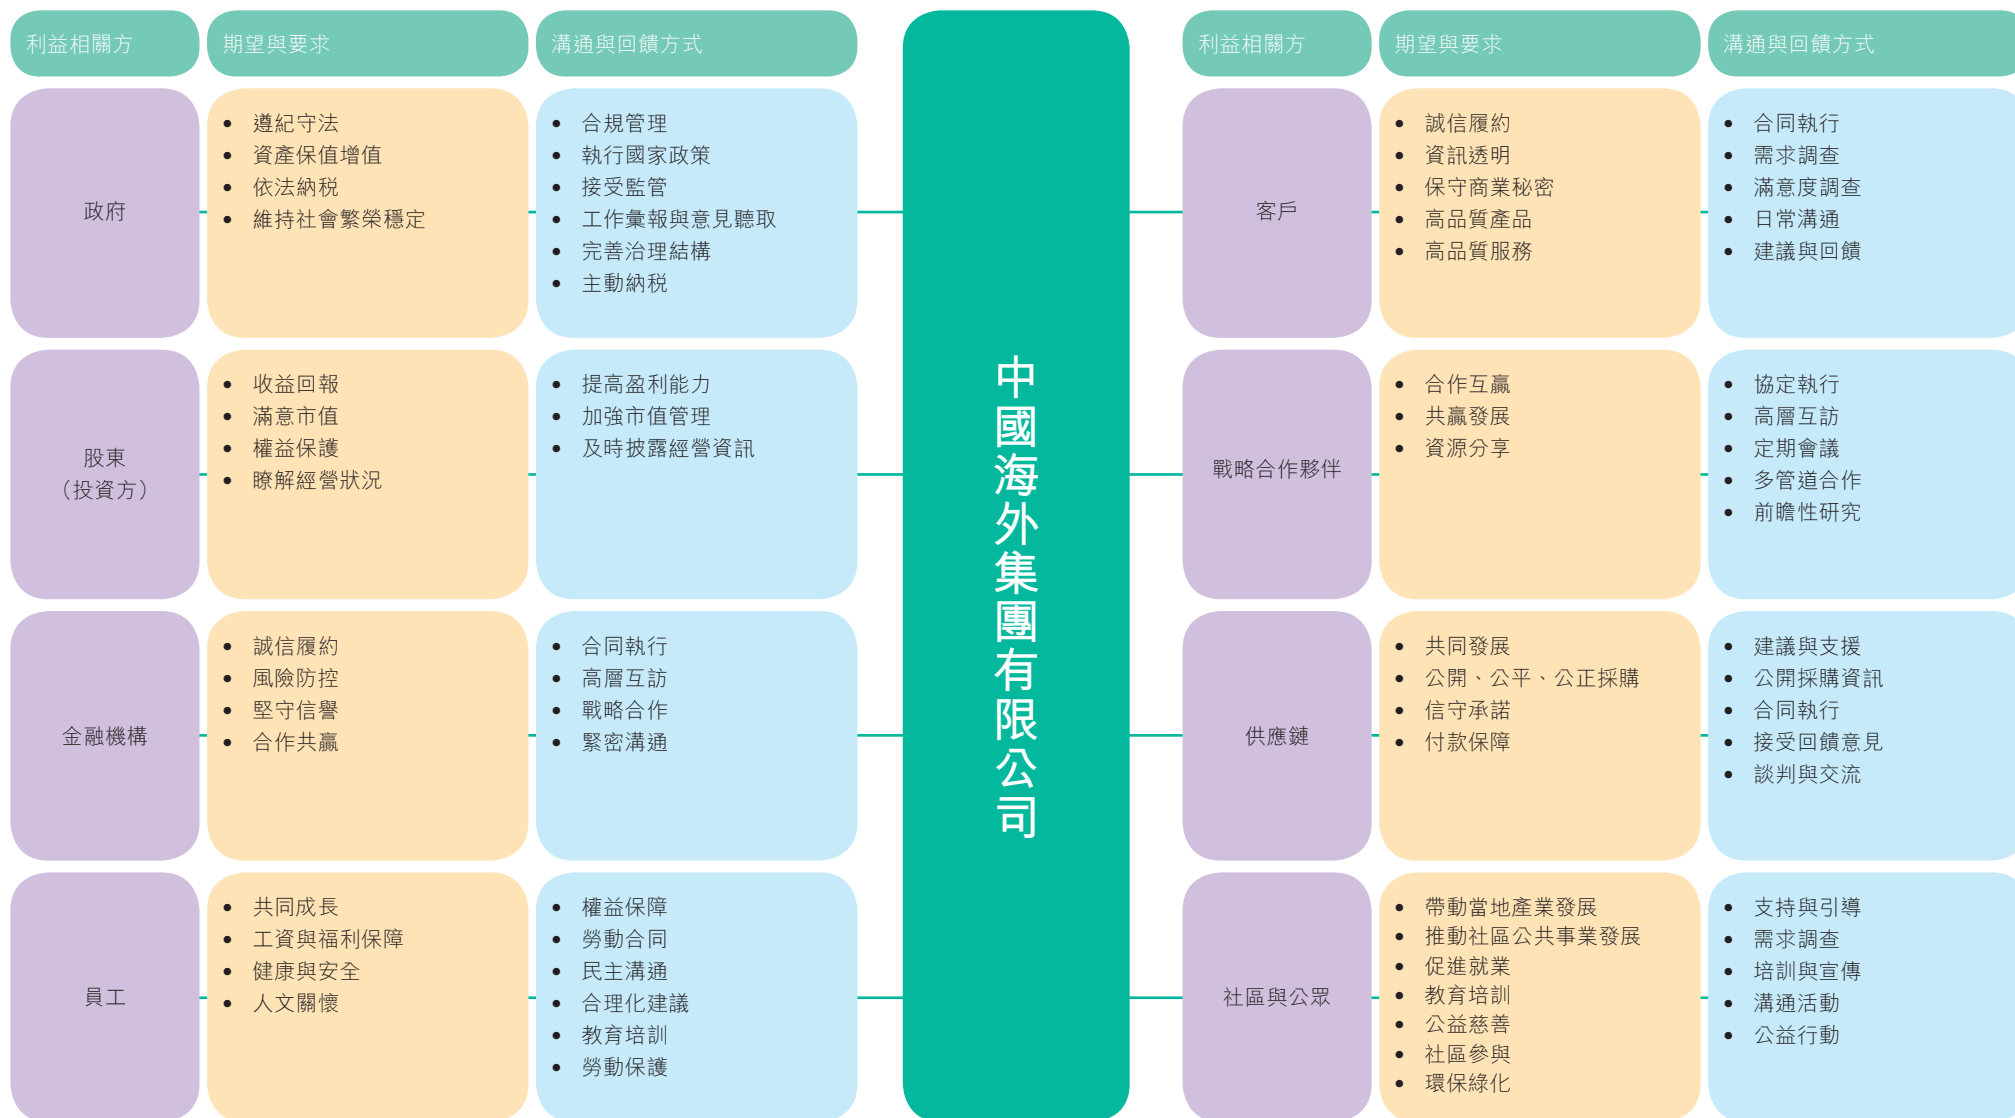 利益相關方
期望與要求
溝通與回饋方式
政府
遵紀守法
資產保值增值
依法納税
維持社會繁榮穩定
合規管理
執行國家政策
接受監管
工作彙報與意見聽取
完善治理結構
主動納税
股東
（投資方）
收益回報
滿意市值
權益保護
瞭解經營狀況
提高盈利能力
加強市值管理
及時披露經營資訊
金融機構
誠信履約
風險防控
堅守信譽
合作共贏
合同執行
高層互訪
戰略合作
緊密溝通
員工
共同成長
工資與福利保障
健康與安全
人文關懷
權益保障
勞動合同
民主溝通
合理化建議
教育培訓
勞動保護
中國海外集團有限公司
利益相關方
期望與要求
溝通與回饋方式
客戶
誠信履約
資訊透明
保守商業秘密
高品質產品
高品質服務
合同執行
需求調查
滿意度調查
日常溝通
建議與回饋
戰略合作夥伴
合作互贏
共贏發展
資源分享
協定執行
高層互訪
定期會議
多管道合作
前瞻性研究
供應鏈
共同發展
公開、公平、公正採購
信守承諾
付款保障
建議與支援
公開採購資訊
合同執行
接受回饋意見
談判與交流
社區與公眾
帶動當地產業發展
推動社區公共事業發展
促進就業
教育培訓
公益慈善
社區參與
環保綠化
支持與引導
需求調查
培訓與宣傳
溝通活動
公益行動